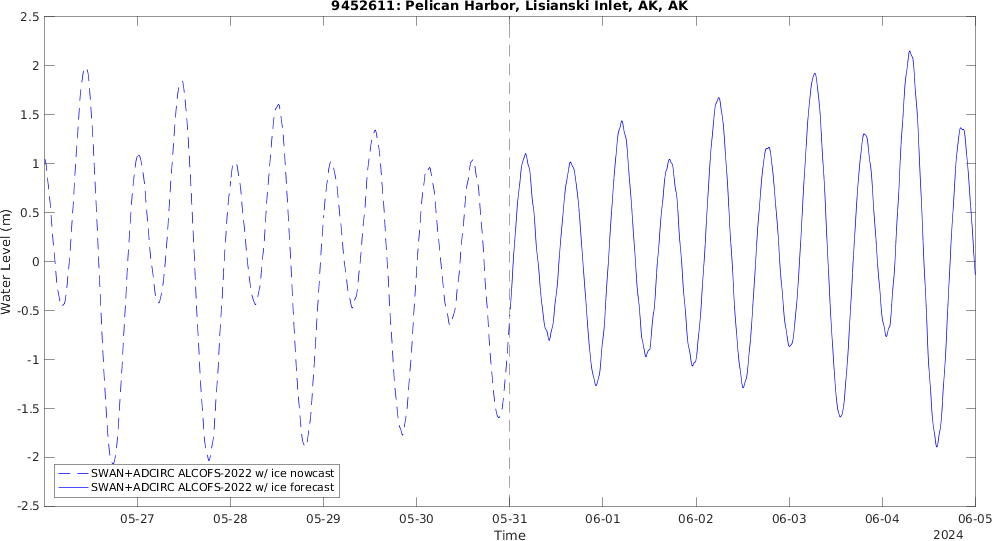 9452611: Pelican Harbor, Lisianski Inlet, AK, AK
2.5
2
1.5
1
0.5
0
-0.5
-1
-1.5
-2
-2.5
Water Level (m)
SWAN+ADCIRC ALCOFS-2022 w/ ice nowcast
SWAN+ADCIRC ALCOFS-2022 w/ ice forecast
05-27 05-28 05-29 05-30 05-31 06-01 06-02 06-03 06-04 06-05
Time
2024